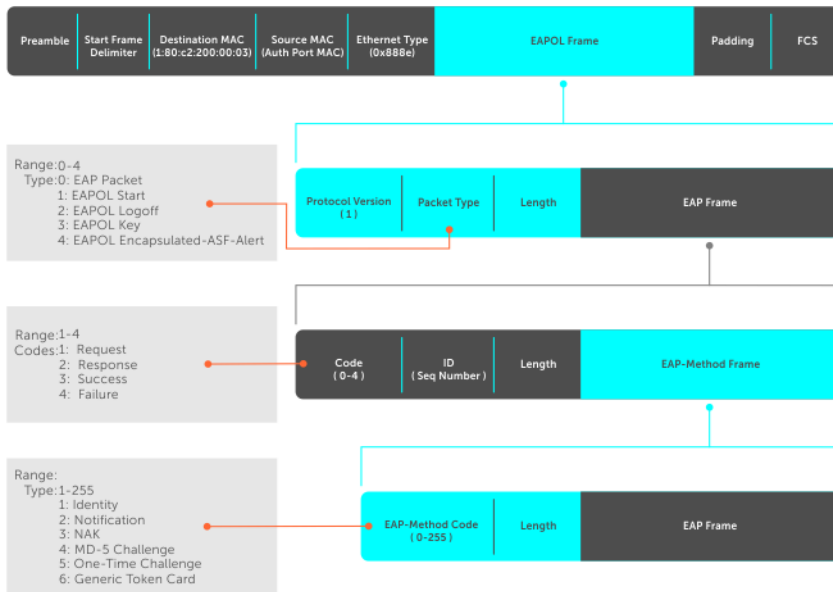 Preamble
Start Frame
Delimiter
Destination MAC
(1:80:c2:200:00:03)
Source MAC
(Auth Port MAC)
Ethernet Type
(0x888e)
EAPOL Frame
Padding
FCS
Range:0-4
Type:0: EAP Packet
1: EAPOL Start
2: EAPOL Logoff
3: EAPOL Key
4: EAPOL Encapsulated-ASF-Alert
Protocol Version
(1)
Packet Type
Length
EAP Frame
Range:1-4
Codes:1: Request
2: Response
3: Success
4: Failure
Code
(0-4)
ID
(Seq Number)
Length
EAP-Method Frame
Range:
Type:1-255
1: Identity
2: Notification
3: NAK
4: MD-5 Challenge
5: One-Time Challenge
6: Generic Token Card
EAP-Method Code
(0-255)
Length
EAP Frame